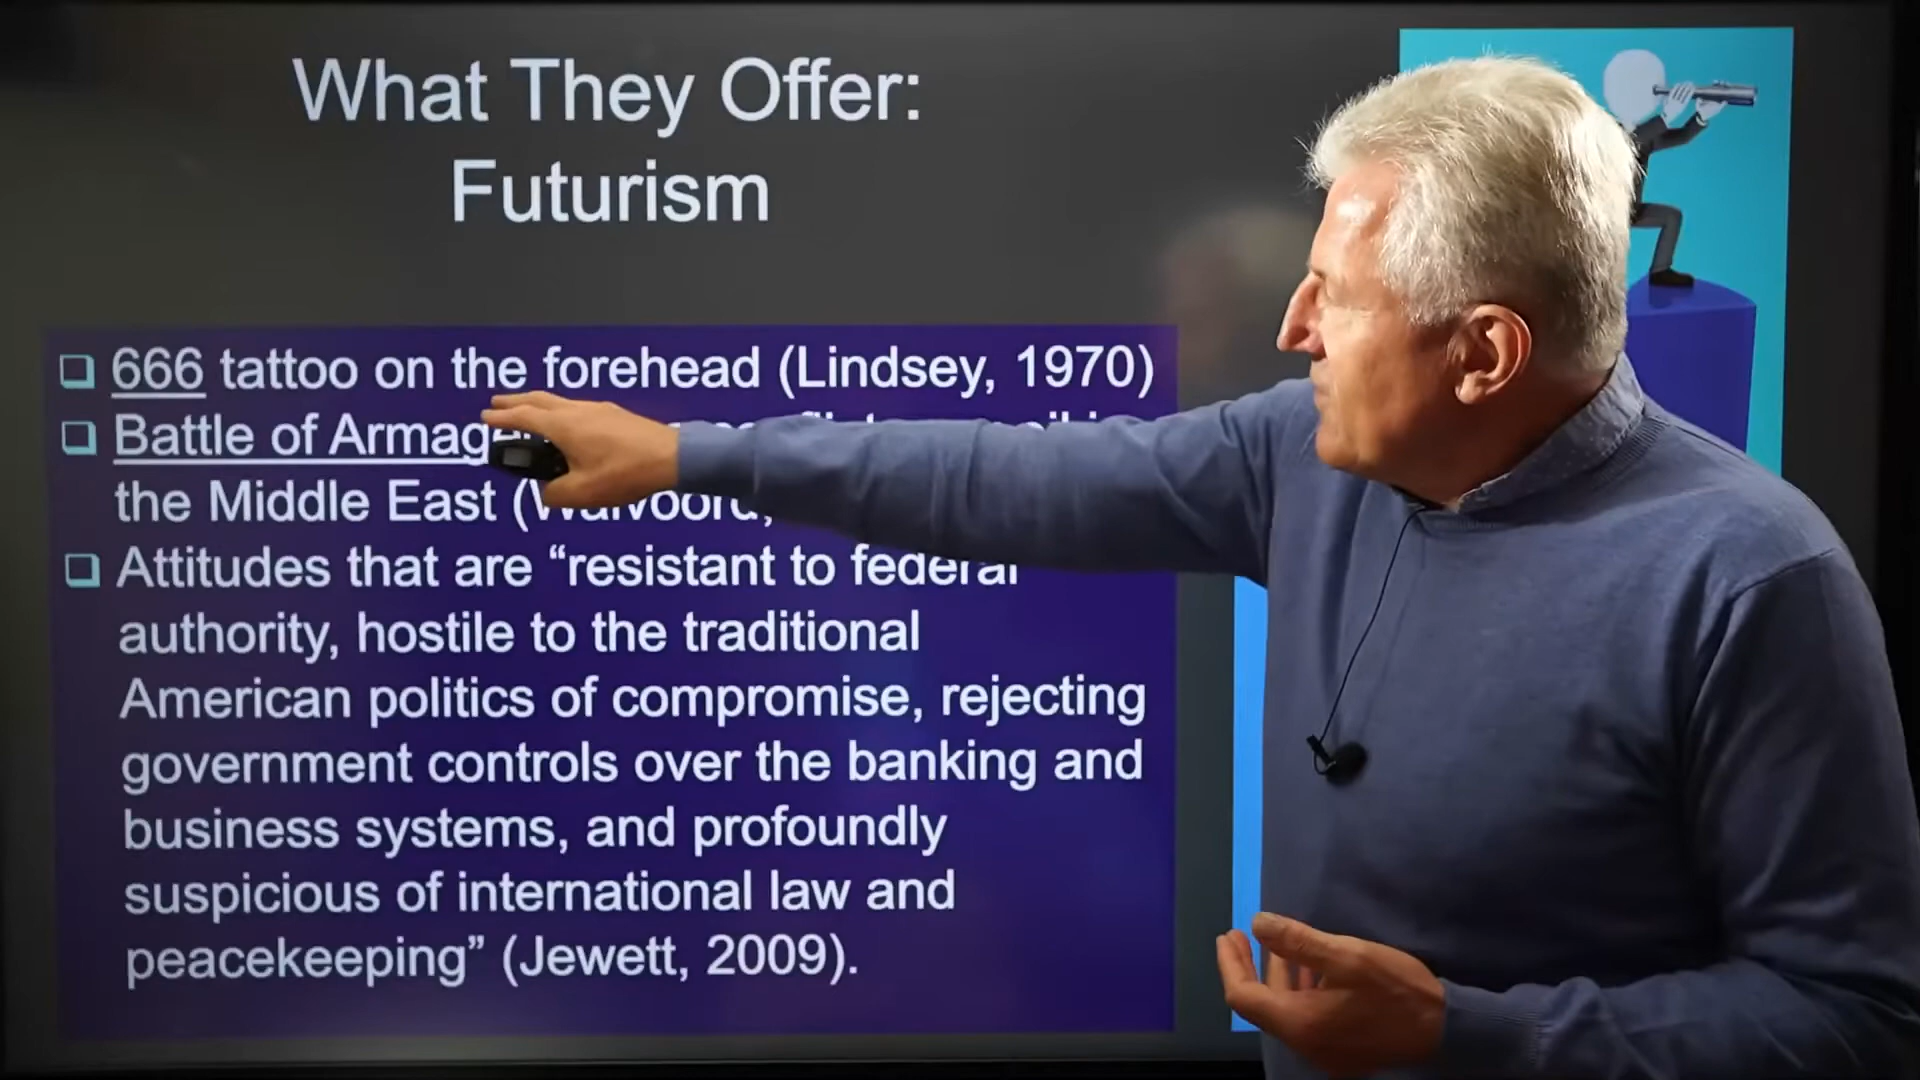 What They Offer:
Futurism
666 tattoo on the forehead (Lindsey, 1970)
Battle of
the Middle East
Attitudes that are “resistant to federal
authority, hostile to the traditional
American politics of compromise, rejecting
government controls over the banking and
business systems, and profoundly
suspicious of international law and
peacekeeping” (Jewett, 2009).